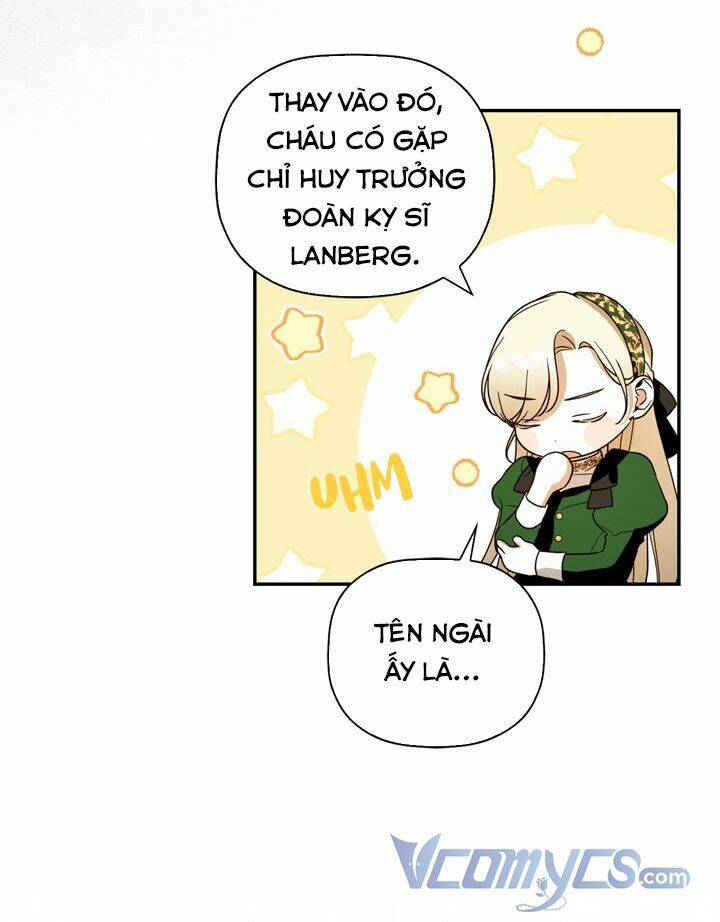 THAY VÀO ĐÓ,
CHÁU CÓ GẶP
CHỈ HUY TRƯỞNG
ĐOÀN KỴ SĨ
LANBERG.
UHM
TÊN NGÀI
ẤY LÀ...
VCOMYCS.com